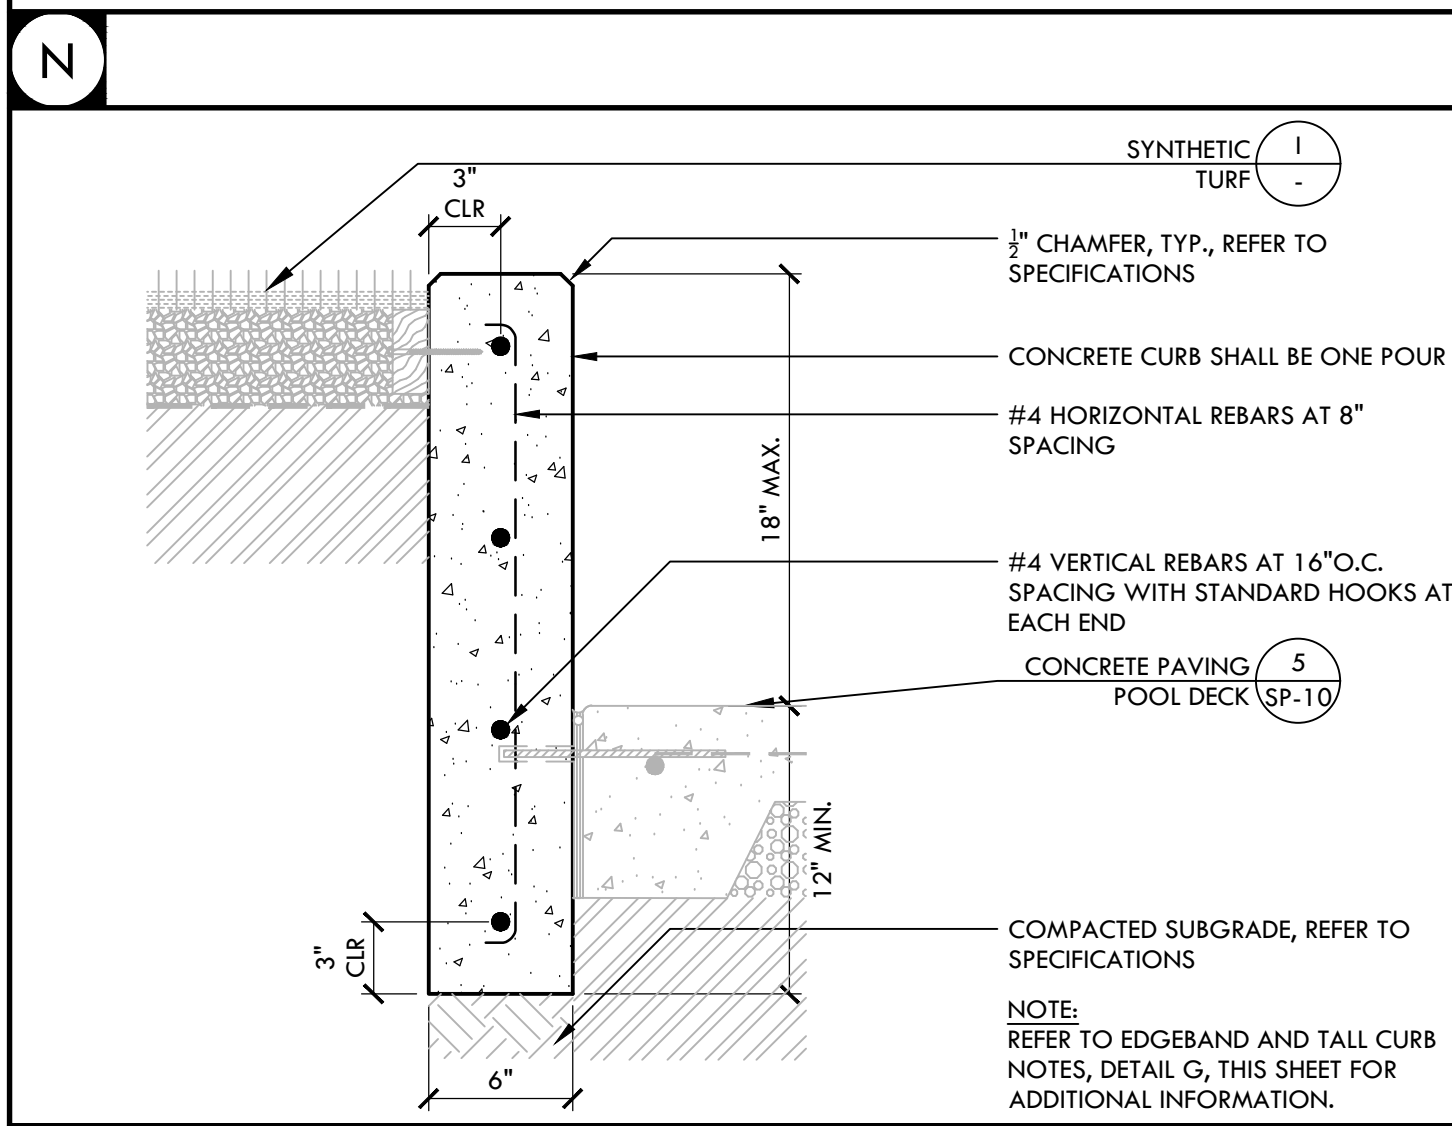 N
SYNTHETIC
TURF
I
-
3"
CLR
½" CHAMFER, TYP., REFER TO
SPECIFICATIONS
CONCRETE CURB SHALL BE ONE POUR
#4 HORIZONTAL REBARS AT 8"
SPACING
18" MAX.
#4 VERTICAL REBARS AT 16"O.C.
SPACING WITH STANDARD HOOKS AT
EACH END
CONCRETE PAVING
POOL DECK
5
SP-10
12" MIN.
3"
CLR
COMPACTED SUBGRADE, REFER TO
SPECIFICATIONS
NOTE:
REFER TO EDGEBAND AND TALL CURB
NOTES, DETAIL G, THIS SHEET FOR
ADDITIONAL INFORMATION.
6"